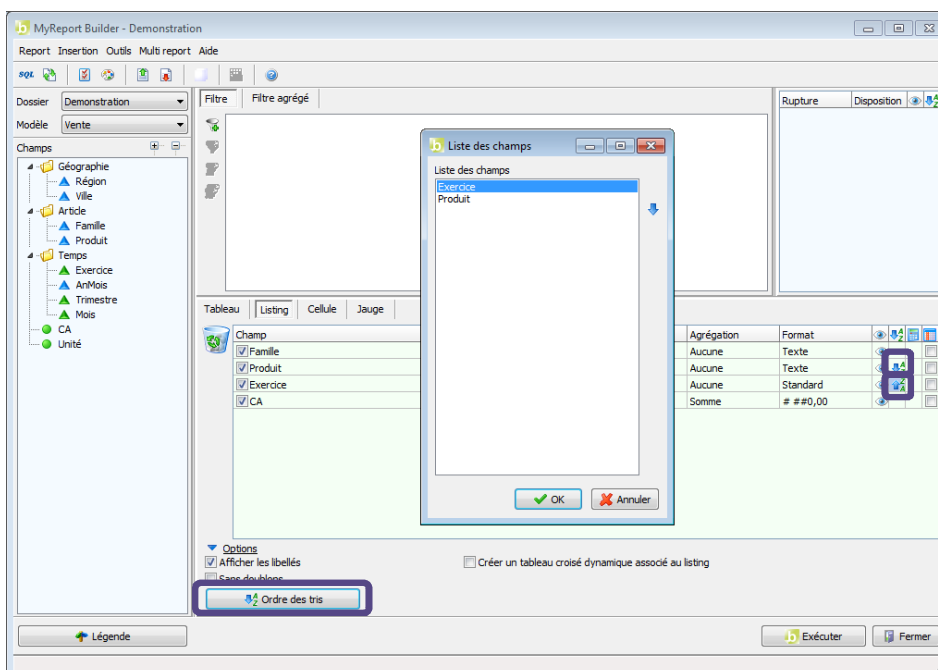 MyReport Builder - Demonstration
Report Insertion Outils Multi report Aide
SQL
Dossier Demonstration
Modèle Vente
Champs
Géographie
Région
Ville
Article
Famille
Produit
Temps
Exercice
AnMois
Trimestre
Mois
CA
Unité
Filtre Filtre agrégé
Rupture Disposition
Liste des champs
Liste des champs
Exercice
Produit
OK Annuler
Tableau Listing Cellule Jauge
Champ Agrégation Format
Famille Aucune Texte
Produit Aucune Texte
Exercice Aucune Standard
CA Somme # ##0,00
Options
Afficher les libellés Créer un tableau croisé dynamique associé au listing
Sans doublons
Ordre des tris
Légende Exécuter Fermer